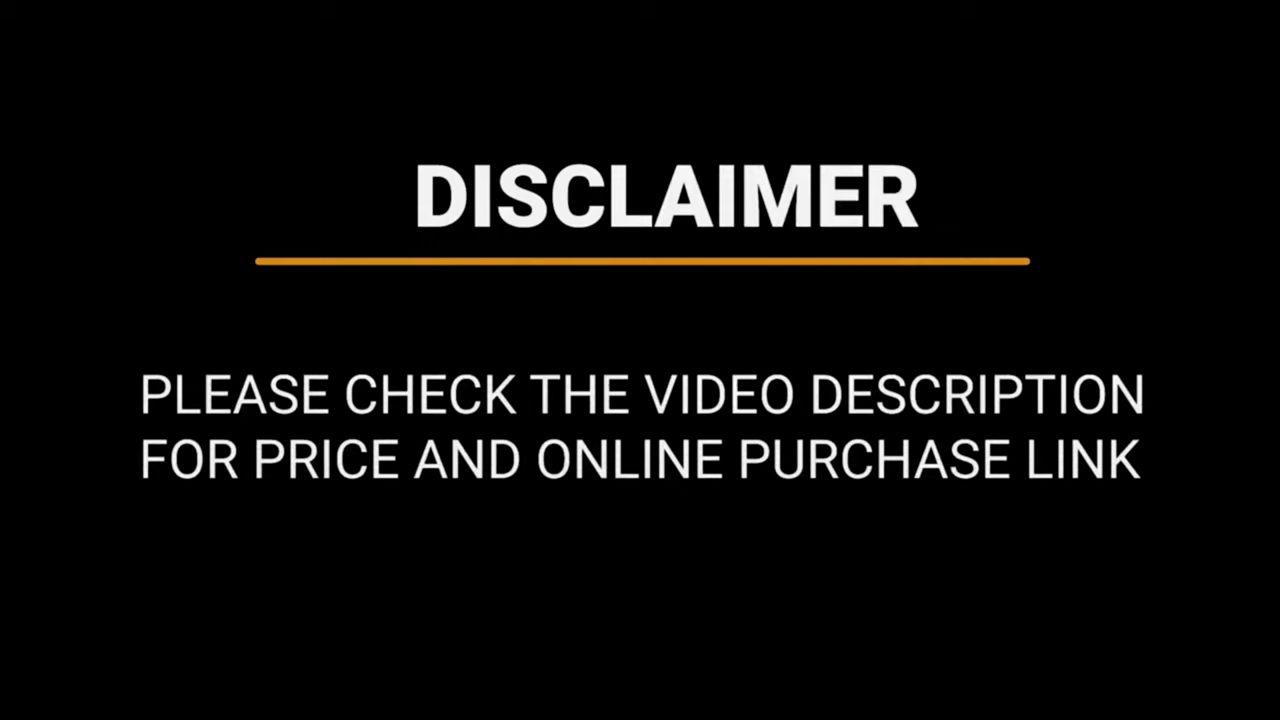 DISCLAIMER
PLEASE CHECK THE VIDEO DESCRIPTION
FOR PRICE AND ONLINE PURCHASE LINK